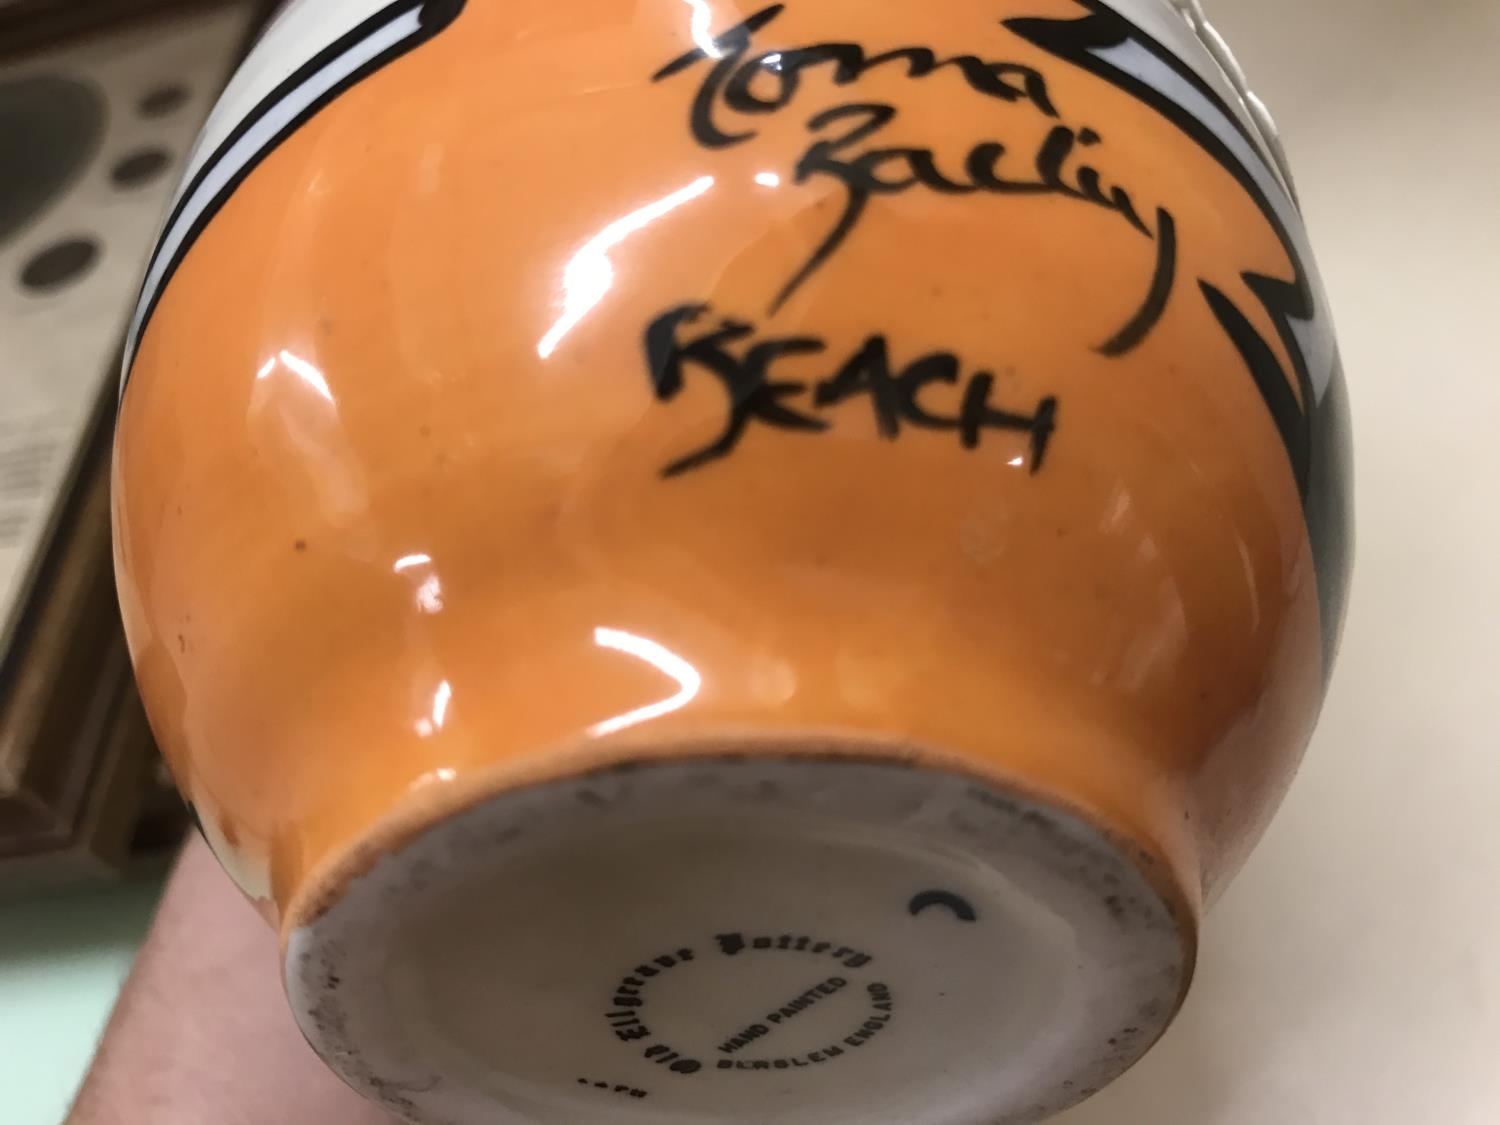 Lorna
Bailey
BEACH
Old Ellgreave Pottery
HAND PAINTED
BURSLEM ENGLAND